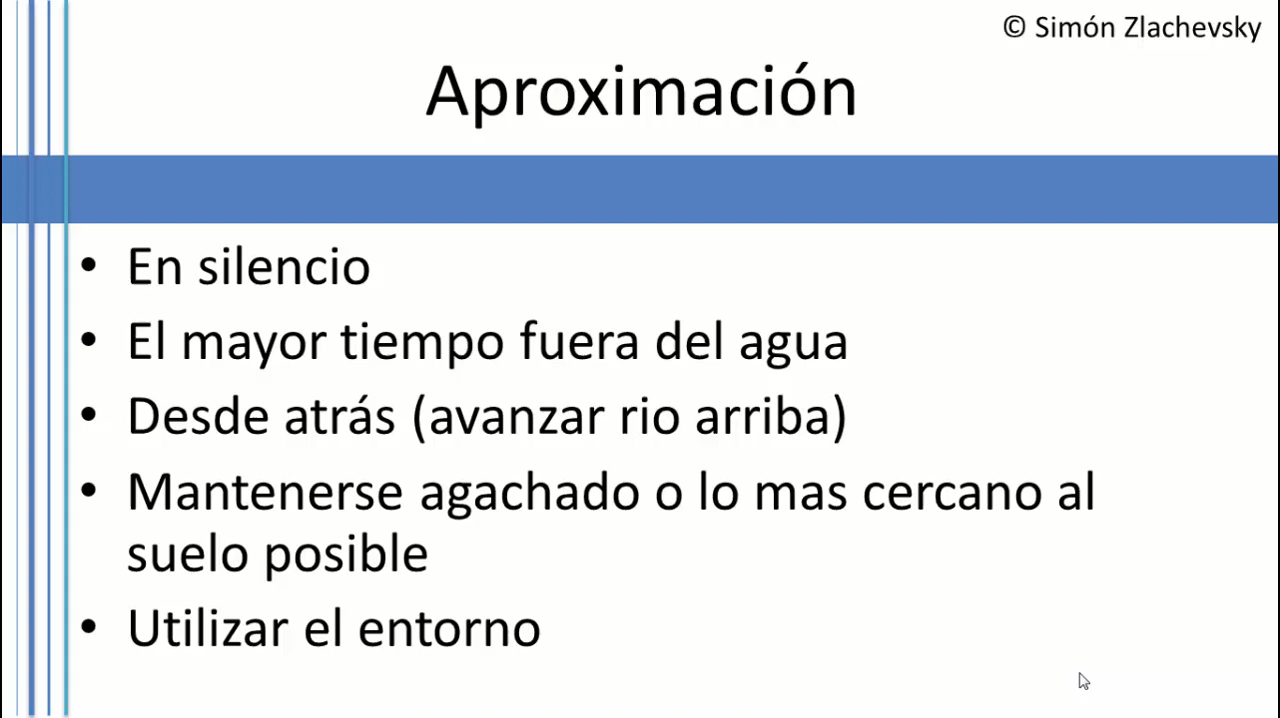 © Simón Zlachevsky
Aproximación
• En silencio
• El mayor tiempo fuera del agua
• Desde atrás (avanzar rio arriba)
• Mantenerse agachado o lo mas cercano al
suelo posible
• Utilizar el entorno